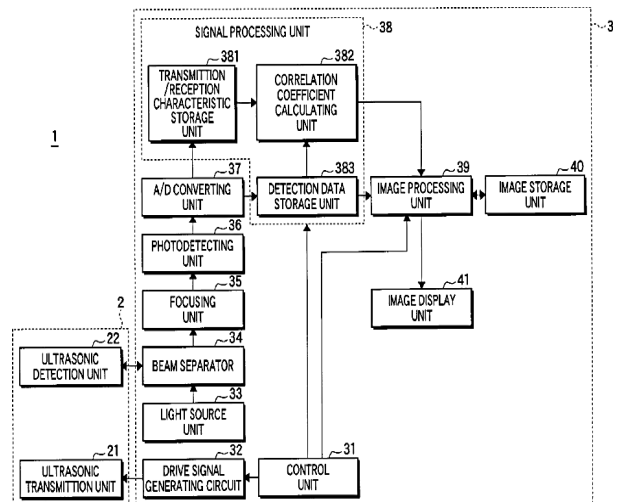 SIGNAL PROCESSING UNIT
38
3
381
382
TRANSMITTION
/RECEPTION
CHARACTERISTIC
STORAGE
UNIT
CORRELATION
COEFFICIENT
CALCULATING
UNIT
1
37
383
39
40
A/D CONVERTING
UNIT
DETECTION DATA
STORAGE UNIT
IMAGE PROCESSING
UNIT
IMAGE STORAGE
UNIT
36
PHOTODETECTING
UNIT
35
41
FOCUSING
UNIT
IMAGE DISPLAY
UNIT
2
22
34
ULTRASONIC
DETECTION UNIT
BEAM SEPARATOR
33
LIGHT SOURCE
UNIT
21
32
31
ULTRASONIC
TRANSMITTION UNIT
DRIVE SIGNAL
GENERATING CIRCUIT
CONTROL
UNIT